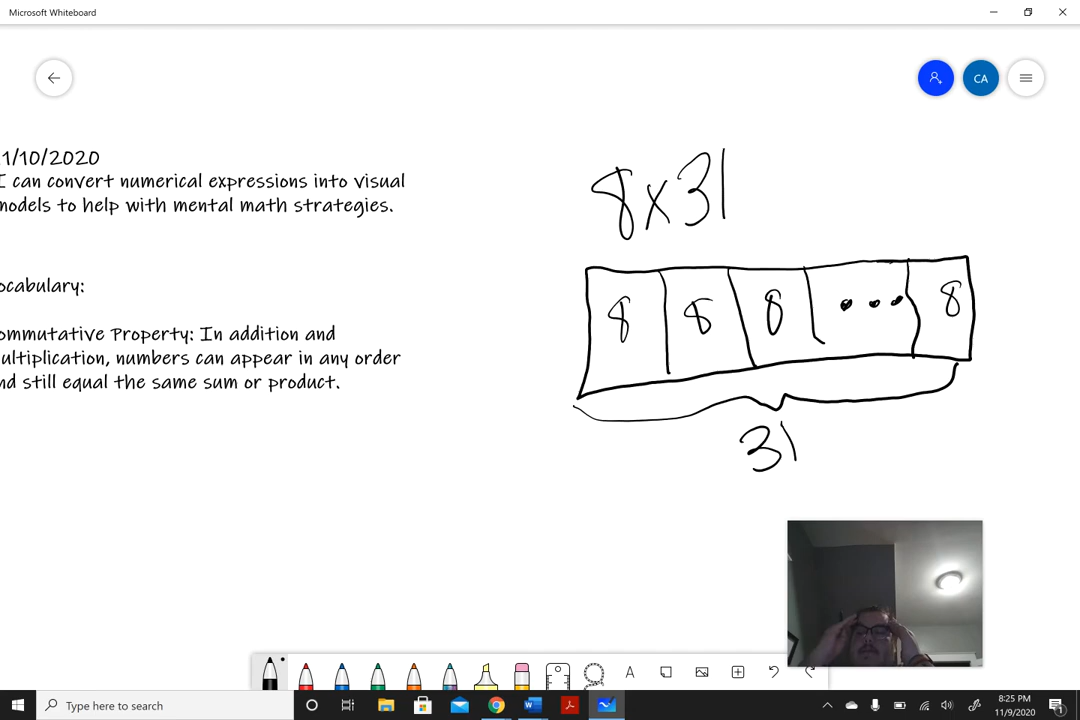 Microsoft Whiteboard
CA
1/10/2020
I can convert numerical expressions into visual
models to help with mental math strategies.
ocabulary:
ommutative Property: In addition and
ultiplication, numbers can appear in any order
nd still equal the same sum or product.
8x31
8 8 8 ... 8
31
A
Type here to search
8:25 PM
11/9/2020